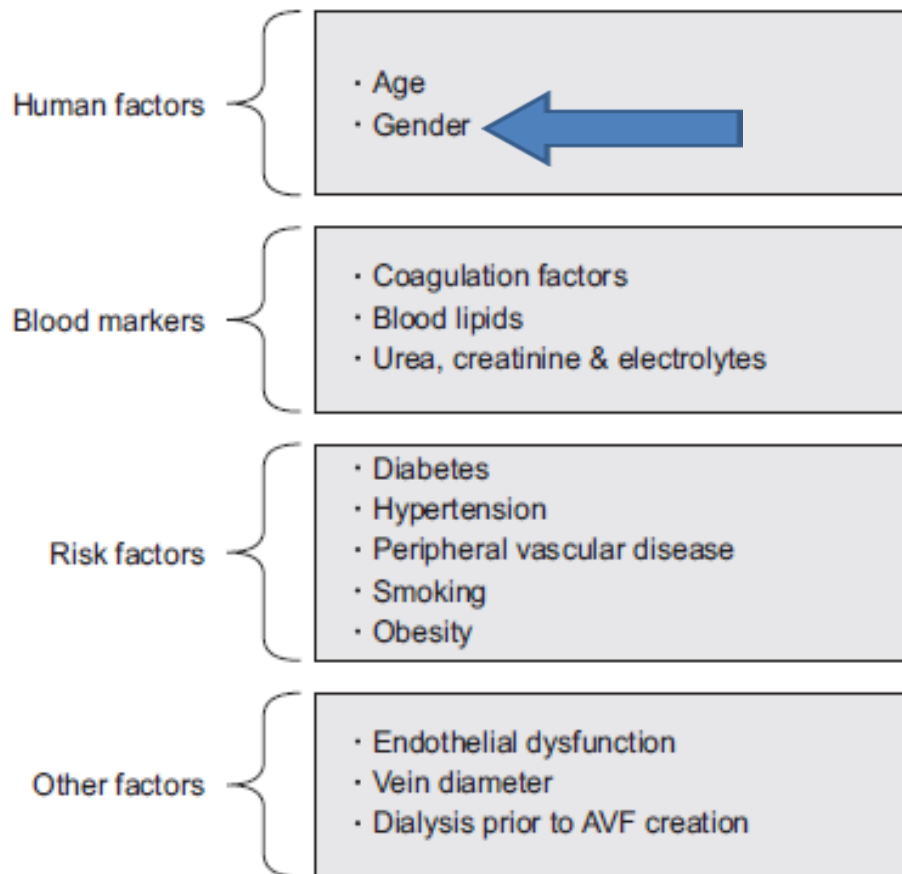 Human factors
· Age
· Gender
Blood markers
· Coagulation factors
· Blood lipids
· Urea, creatinine & electrolytes
Risk factors
· Diabetes
· Hypertension
· Peripheral vascular disease
· Smoking
· Obesity
Other factors
· Endothelial dysfunction
· Vein diameter
· Dialysis prior to AVF creation